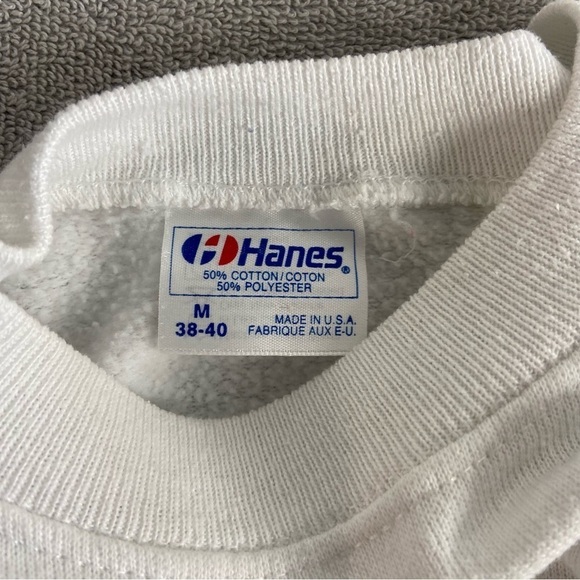 Hanes®
50% COTTON/COTON
50% POLYESTER
M
38-40
MADE IN U.S.A.
FABRIQUE AUX E-U.